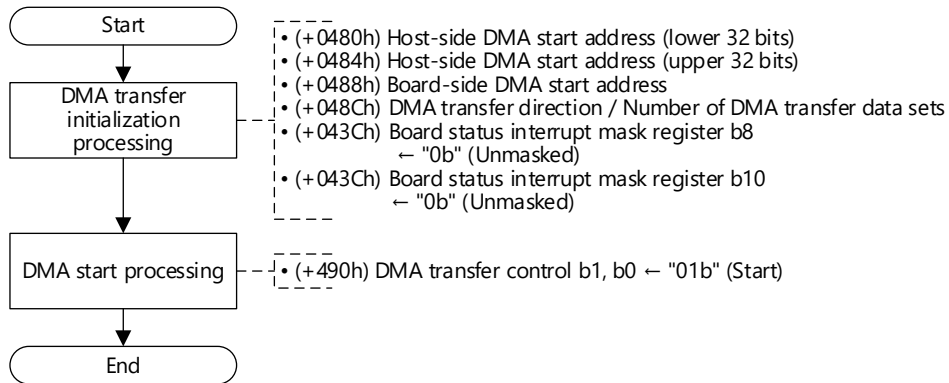 Start
DMA transfer
initialization
processing
• (+0480h) Host-side DMA start address (lower 32 bits)
• (+0484h) Host-side DMA start address (upper 32 bits)
• (+0488h) Board-side DMA start address
• (+048Ch) DMA transfer direction / Number of DMA transfer data sets
• (+043Ch) Board status interrupt mask register b8
← "0b" (Unmasked)
• (+043Ch) Board status interrupt mask register b10
← "0b" (Unmasked)
DMA start processing
• (+490h) DMA transfer control b1, b0 ← "01b" (Start)
End